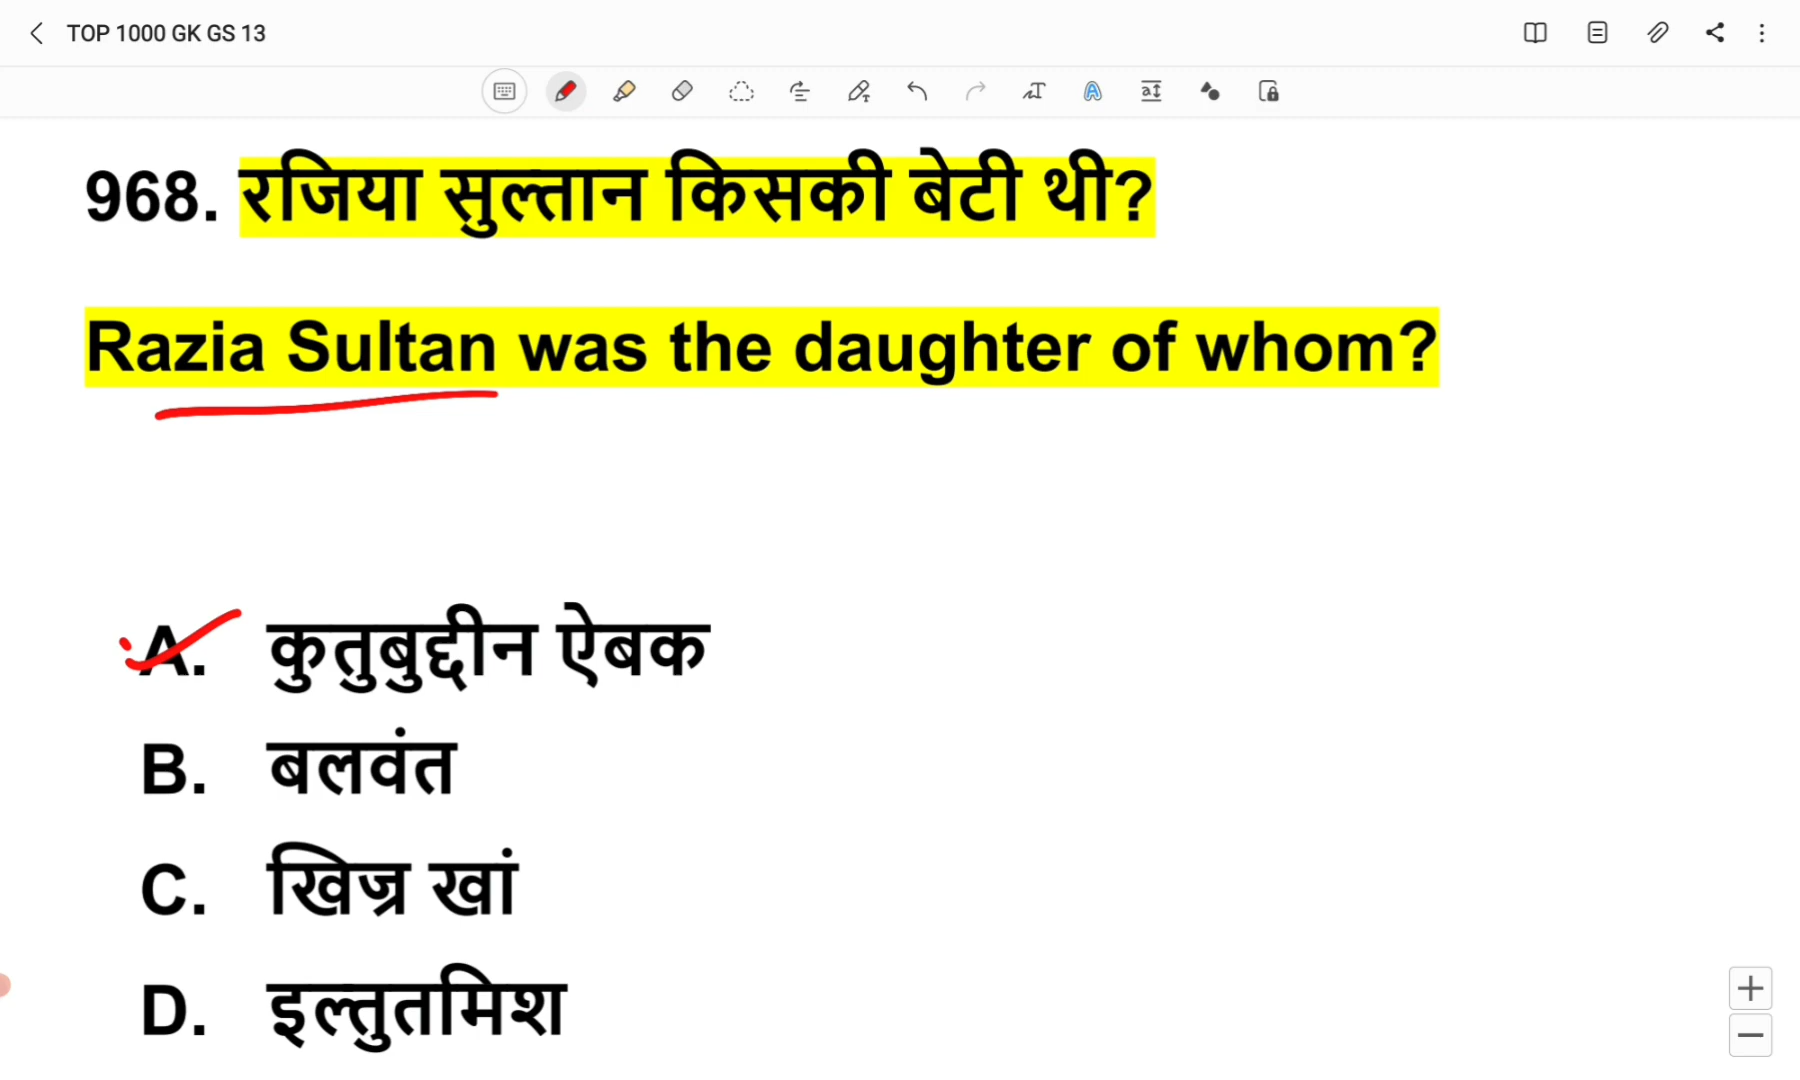 TOP 1000 GK GS 13
968. रजिया सुल्तान किसकी बेटी थी?
Razia Sultan was the daughter of whom?
A. कुतुबुद्दीन ऐबक
B. बलवंत
C. खिज्र खां
D. इल्तुतमिश